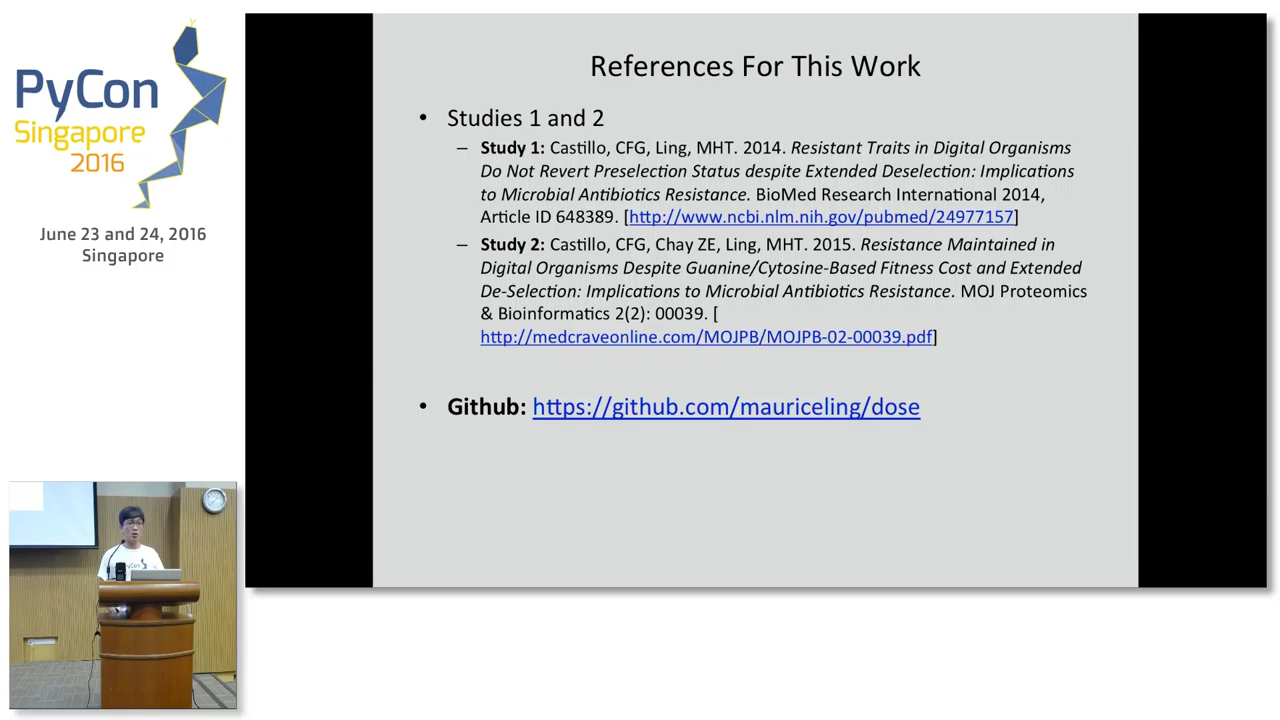 PyCon
Singapore
2016
June 23 and 24, 2016
Singapore
References For This Work
• Studies 1 and 2
– Study 1: Castillo, CFG, Ling, MHT. 2014. Resistant Traits in Digital Organisms
Do Not Revert Preselection Status despite Extended Deselection: Implications
to Microbial Antibiotics Resistance. BioMed Research International 2014,
Article ID 648389. [http://www.ncbi.nlm.nih.gov/pubmed/24977157]
– Study 2: Castillo, CFG, Chay ZE, Ling, MHT. 2015. Resistance Maintained in
Digital Organisms Despite Guanine/Cytosine-Based Fitness Cost and Extended
De-Selection: Implications to Microbial Antibiotics Resistance. MOJ Proteomics
& Bioinformatics 2(2): 00039. [
http://medcraveonline.com/MOJPB/MOJPB-02-00039.pdf]
• Github: https://github.com/mauriceling/dose
PyCon